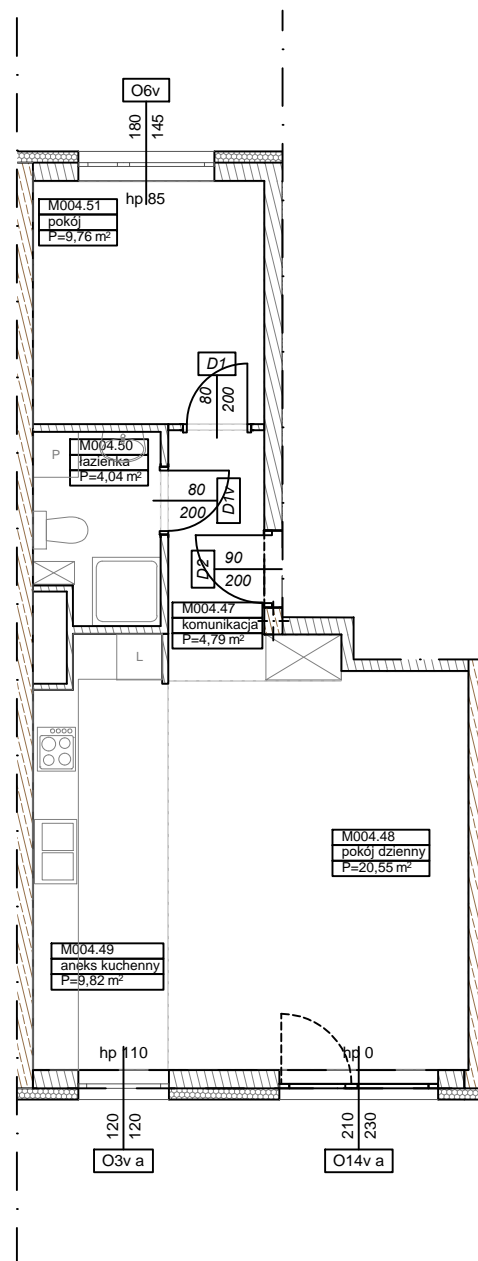 O6v
180
145
hp 85
M004.51
pokój
P=9,76 m²
D1
80
200
P
M004.50
łazienka
P=4,04 m²
80
200
D1v
D2
90
200
M004.47
komunikacja
P=4,79 m²
L
M004.48
pokój dzienny
P=20,55 m²
M004.49
aneks kuchenny
P=9,82 m²
hp 110
hp 0
120
120
210
230
O3v a
O14v a